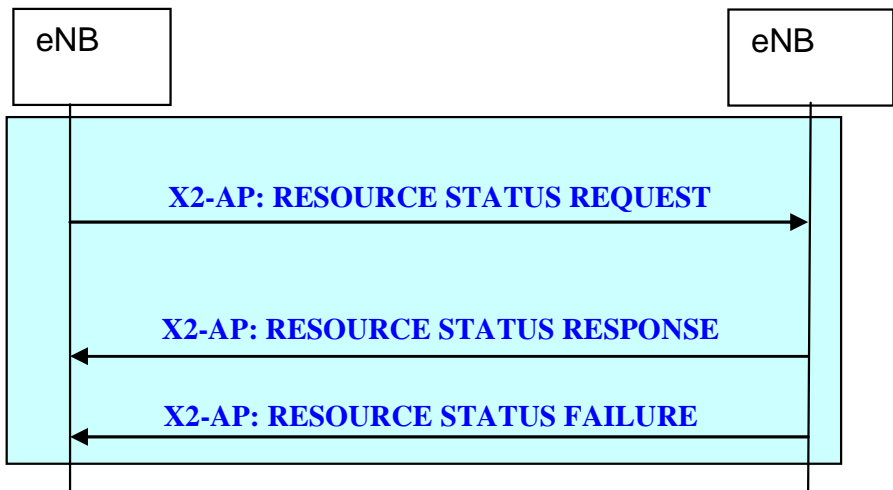 eNB
eNB
X2-AP: RESOURCE STATUS REQUEST
X2-AP: RESOURCE STATUS RESPONSE
X2-AP: RESOURCE STATUS FAILURE